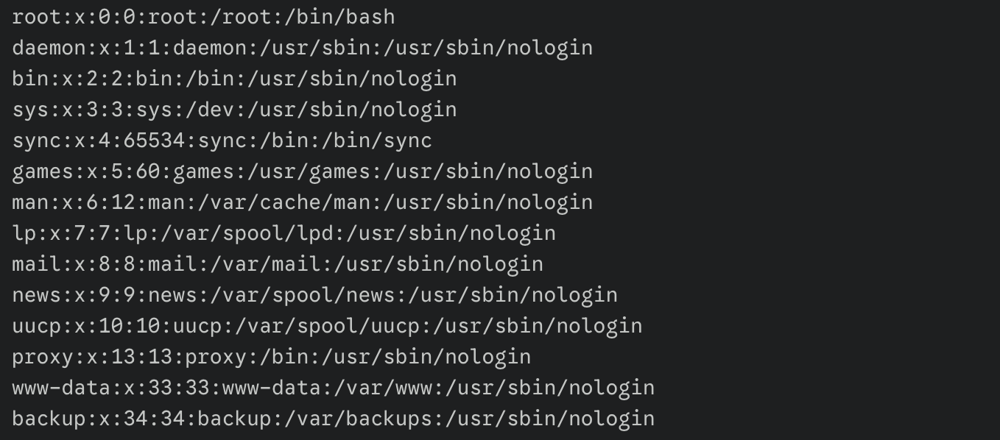 root:x:0:0:root:/root:/bin/bash
daemon:x:1:1:daemon:/usr/sbin:/usr/sbin/nologin
bin:x:2:2:bin:/bin:/usr/sbin/nologin
sys:x:3:3:sys:/dev:/usr/sbin/nologin
sync:x:4:65534:sync:/bin:/bin/sync
games:x:5:60:games:/usr/games:/usr/sbin/nologin
man:x:6:12:man:/var/cache/man:/usr/sbin/nologin
lp:x:7:7:lp:/var/spool/lpd:/usr/sbin/nologin
mail:x:8:8:mail:/var/mail:/usr/sbin/nologin
news:x:9:9:news:/var/spool/news:/usr/sbin/nologin
uucp:x:10:10:uucp:/var/spool/uucp:/usr/sbin/nologin
proxy:x:13:13:proxy:/bin:/usr/sbin/nologin
www-data:x:33:33:www-data:/var/www:/usr/sbin/nologin
backup:x:34:34:backup:/var/backups:/usr/sbin/nologin